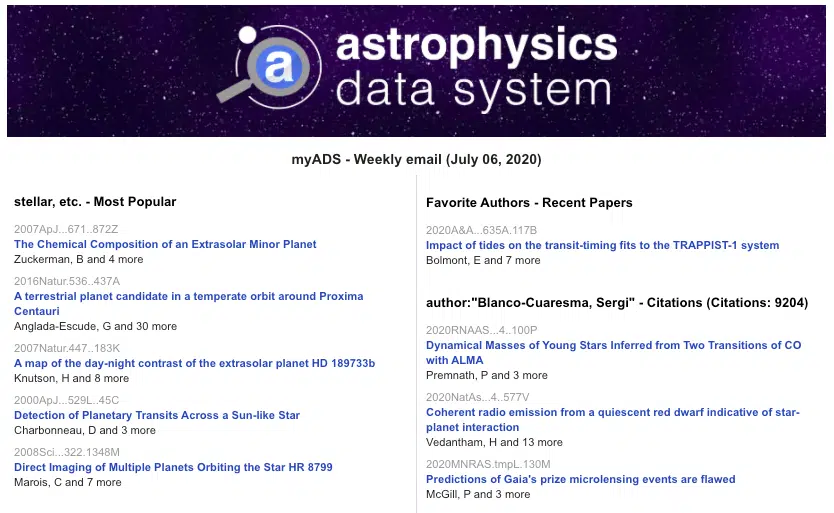 a
astrophysics
data system
myADS - Weekly email (July 06, 2020)
stellar, etc. - Most Popular
2007ApJ...671..872Z
The Chemical Composition of an Extrasolar Minor Planet
Zuckerman, B and 4 more
2016Natur.536..437A
A terrestrial planet candidate in a temperate orbit around Proxima
Centauri
Anglada-Escude, G and 30 more
2007Natur.447..183K
A map of the day-night contrast of the extrasolar planet HD 189733b
Knutson, H and 8 more
2000ApJ...529L..45C
Detection of Planetary Transits Across a Sun-like Star
Charbonneau, D and 3 more
2008Sci...322.1348M
Direct Imaging of Multiple Planets Orbiting the Star HR 8799
Marois, C and 7 more
Favorite Authors - Recent Papers
2020A&A...635A.117B
Impact of tides on the transit-timing fits to the TRAPPIST-1 system
Bolmont, E and 7 more
author:"Blanco-Cuaresma, Sergi" - Citations (Citations: 9204)
2020RNAAS...4..100P
Dynamical Masses of Young Stars Inferred from Two Transitions of CO
with ALMA
Premnath, P and 3 more
2020NatAs...4..577V
Coherent radio emission from a quiescent red dwarf indicative of star-
planet interaction
Vedantham, H and 13 more
2020MNRAS.tmpL.130M
Predictions of Gaia's prize microlensing events are flawed
McGill, P and 3 more